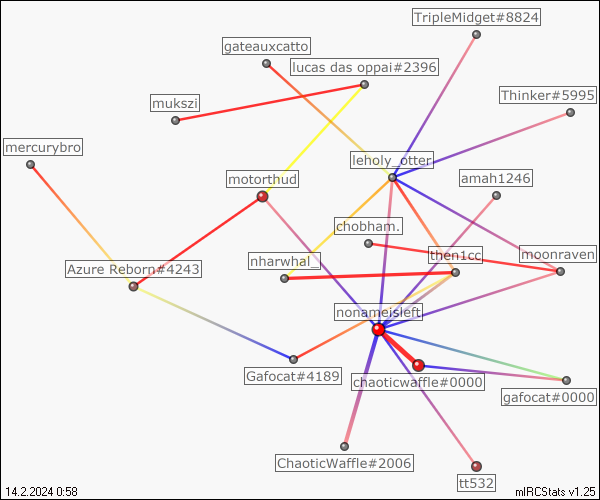 TripleMidget#8824
gateauxcatto
lucas das oppai#2396
Thinker#5995
mukszi
mercurybro
leholy_otter
motorthud
amah1246
chobham.
nharwhal_
then1cc
moonraven
Azure Reborn#4243
nonameisleft
Gafocat#4189
chaoticwaffle#0000
gafocat#0000
ChaoticWaffle#2006
tt532
14.2.2024 0:58
mIRCStats v1.25